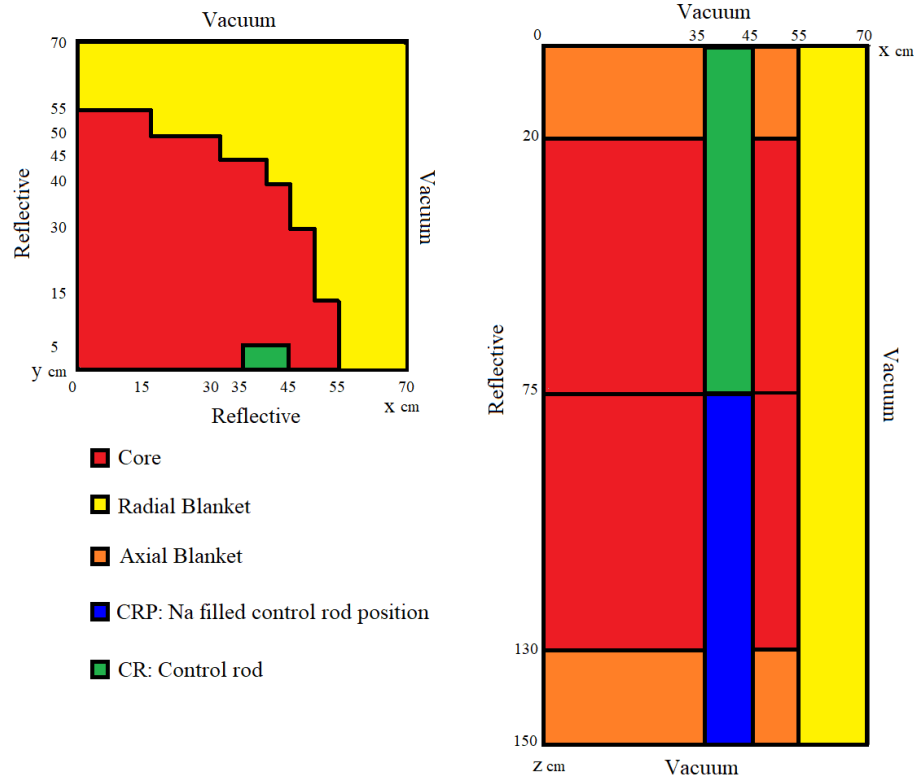 Vacuum
70
55
50
45
40
30
15
5
y cm
Reflective
Vacuum
0 15 30 35 45 55 70
x cm
Reflective
Core
Radial Blanket
Axial Blanket
CRP: Na filled control rod position
CR: Control rod
Vacuum
0 35 45 55 70
x cm
20
75
130
150
Reflective
Vacuum
z cm
Vacuum